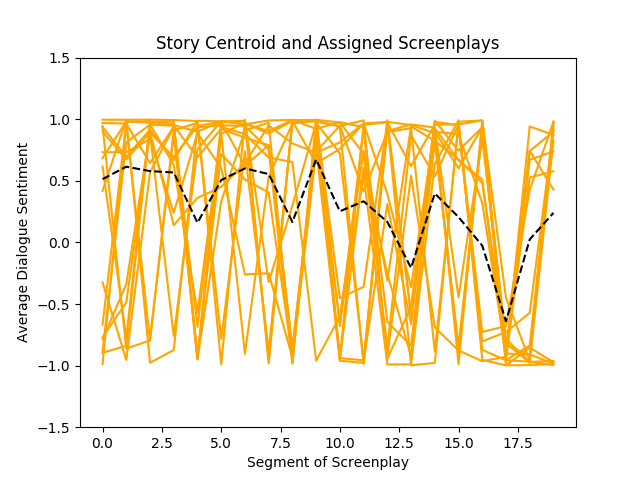 Story Centroid and Assigned Screenplays
1.5
1.0
0.5
0.0
−0.5
−1.0
−1.5
Average Dialogue Sentiment
0.0 2.5 5.0 7.5 10.0 12.5 15.0 17.5
Segment of Screenplay